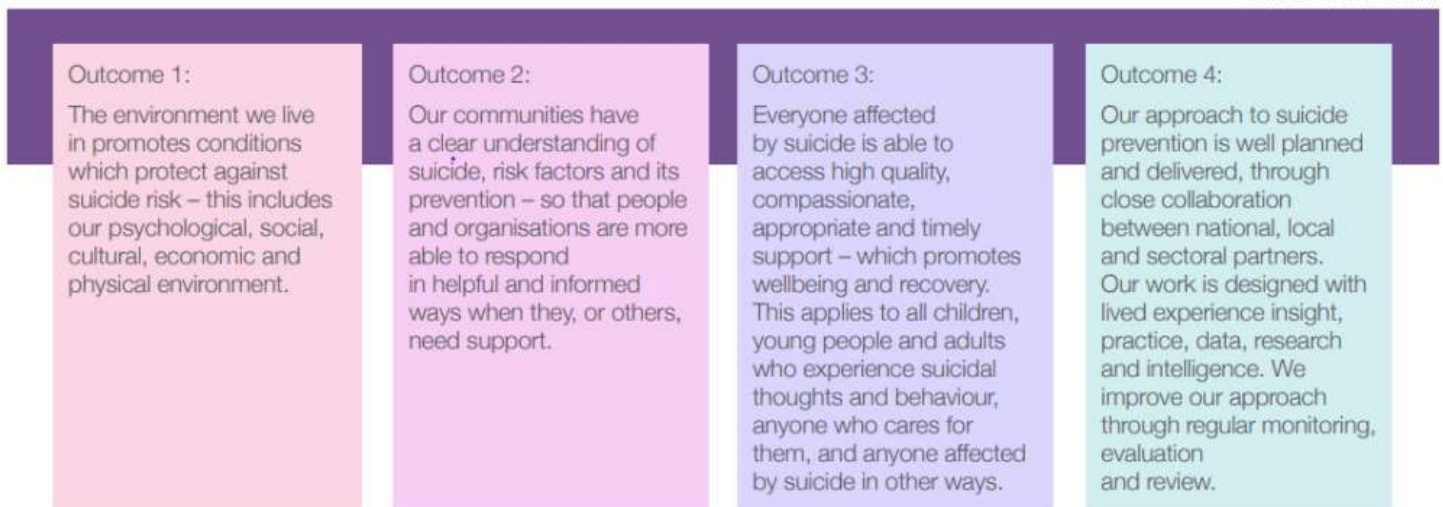 Outcome 1:
The environment we live
in promotes conditions
which protect against
suicide risk – this includes
our psychological, social,
cultural, economic and
physical environment.
Outcome 2:
Our communities have
a clear understanding of
suicide, risk factors and its
prevention – so that people
and organisations are more
able to respond
in helpful and informed
ways when they, or others,
need support.
Outcome 3:
Everyone affected
by suicide is able to
access high quality,
compassionate,
appropriate and timely
support – which promotes
wellbeing and recovery.
This applies to all children,
young people and adults
who experience suicidal
thoughts and behaviour,
anyone who cares for
them, and anyone affected
by suicide in other ways.
Outcome 4:
Our approach to suicide
prevention is well planned
and delivered, through
close collaboration
between national, local
and sectoral partners.
Our work is designed with
lived experience insight,
practice, data, research
and intelligence. We
improve our approach
through regular monitoring,
evaluation
and review.